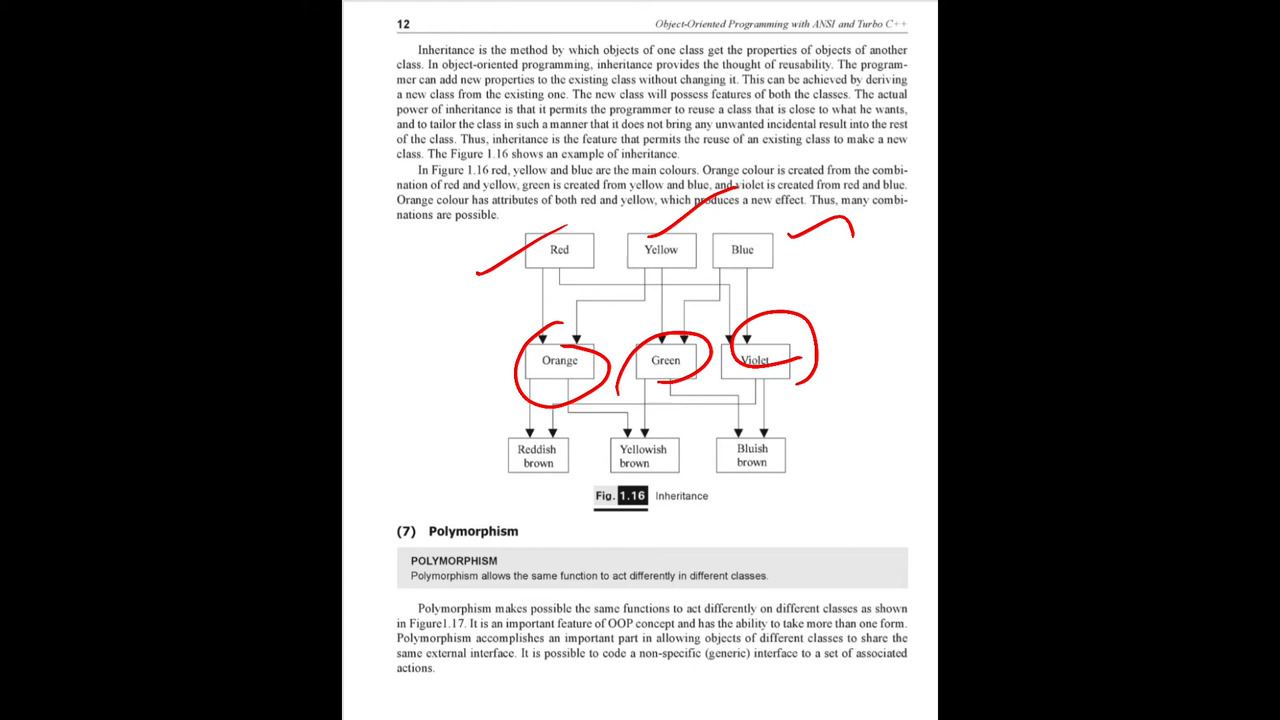 12
Object-Oriented Programming with ANSI and Turbo C++
Inheritance is the method by which objects of one class get the properties of objects of another
class. In object-oriented programming, inheritance provides the thought of reusability. The program-
mer can add new properties to the existing class without changing it. This can be achieved by deriving
a new class from the existing one. The new class will possess features of both the classes. The actual
power of inheritance is that it permits the programmer to reuse a class that is close to what he wants,
and to tailor the class in such a manner that it does not bring any unwanted incidental result into the rest
of the class. Thus, inheritance is the feature that permits the reuse of an existing class to make a new
class. The Figure 1.16 shows an example of inheritance.
In Figure 1.16 red, yellow and blue are the main colours. Orange colour is created from the combi-
nation of red and yellow, green is created from yellow and blue, and violet is created from red and blue.
Orange colour has attributes of both red and yellow, which produces a new effect. Thus, many combi-
nations are possible.
Red
Yellow
Blue
Orange
Green
Violet
Reddish
brown
Yellowish
brown
Bluish
brown
Fig. 1.16 Inheritance
(7) Polymorphism
POLYMORPHISM
Polymorphism allows the same function to act differently in different classes.
Polymorphism makes possible the same functions to act differently on different classes as shown
in Figure1.17. It is an important feature of OOP concept and has the ability to take more than one form.
Polymorphism accomplishes an important part in allowing objects of different classes to share the
same external interface. It is possible to code a non-specific (generic) interface to a set of associated
actions.